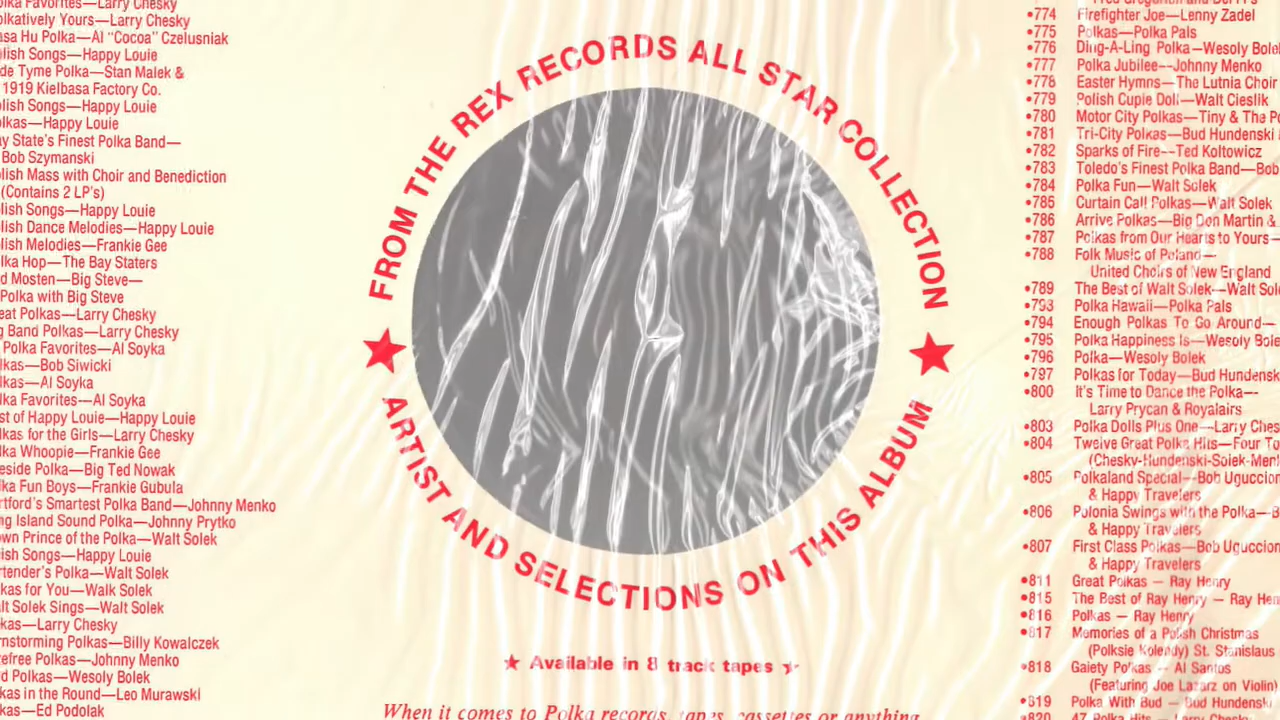 olka Favorites—Larry Chesky
olkatively Yours—Larry Chesky
asa Hu Polka—Al "Cocoa" Czelusniak
lish Songs—Happy Louie
de Tyme Polka—Stan Malek &
1919 Kielbasa Factory Co.
olish Songs—Happy Louie
olkas—Happy Louie
ay State's Finest Polka Band—
Bob Szymanski
olish Mass with Choir and Benediction
(Contains 2 LP's)
lish Songs—Happy Louie
lish Dance Melodies—Happy Louie
lish Melodies—Frankie Gee
lka Hop—The Bay Staters
d Mosten—Big Steve—
Polka with Big Steve
eat Polkas—Larry Chesky
g Band Polkas—Larry Chesky
Polka Favorites—Al Soyka
lkas—Bob Siwicki
lkas—Al Soyka
lka Favorites—Al Soyka
st of Happy Louie—Happy Louie
lkas for the Girls—Larry Chesky
lka Whoopie—Frankie Gee
eside Polka—Big Ted Nowak
ka Fun Boys—Frankie Gubula
rtford's Smartest Polka Band—Johnny Menko
ng Island Sound Polka—Johnny Prytko
own Prince of the Polka—Walt Solek
lish Songs—Happy Louie
rtender's Polka—Walt Solek
kas for You—Walk Solek
alt Solek Sings—Walt Solek
kas—Larry Chesky
rnstorming Polkas—Billy Kowalczek
efree Polkas—Johnny Menko
d Polkas—Wesoly Bolek
kas in the Round—Leo Murawski
kas—Ed Podolak
FROM THE REX RECORDS ALL STAR COLLECTION
★ ★
ARTIST AND SELECTIONS ON THIS ALBUM
★ Available in 8 track tapes ★
When it comes to Polka records, tapes, cassettes or anything
•774 Firefighter Joe—Lenny Zadel
•775 Polkas—Polka Pals
•776 Ding-A-Ling Polka—Wesoly Bolek
•777 Polka Jubilee—Johnny Menko
•778 Easter Hymns—The Lutnia Choir
•779 Polish Cupie Doll—Walt Cieslik
•780 Motor City Polkas—Tiny & The Po
•781 Tri-City Polkas—Bud Hundenski
•782 Sparks of Fire—Ted Koltowicz
•783 Toledo's Finest Polka Band—Bob
•784 Polka Fun—Walt Solek
•785 Curtain Call Polkas—Walt Solek
•786 Arrive Polkas—Big Don Martin &
•787 Polkas from Our Hearts to Yours—
•788 Folk Music of Poland—
United Choirs of New England
•789 The Best of Walt Solek—Walt Sol
•793 Polka Hawaii—Polka Pals
•794 Enough Polkas To Go Around—
•795 Polka Happiness Is—Wesoly Bole
•796 Polka—Wesoly Bolek
•797 Polkas for Today—Bud Hundensk
•800 It's Time to Dance the Polka—
Larry Prycan & Royalairs
•803 Polka Dolls Plus One—Larry Ches
•804 Twelve Great Polka Hits—Four To
(Chesky-Hundenski-Solek-Men
•805 Polkaland Special—Bob Uguccion
& Happy Travelers
•806 Polonia Swings with the Polka—B
& Happy Travelers
•807 First Class Polkas—Bob Uguccion
& Happy Travelers
•811 Great Polkas — Ray Henry
•815 The Best of Ray Henry — Ray Hen
•816 Polkas — Ray Henry
•817 Memories of a Polish Christmas
(Polksie Kolendy) St. Stanislaus
•818 Gaiety Polkas — Al Santos
(Featuring Joe Lazarz on Violin)
•819 Polka With Bud — Bud Hundenski
•820 47 Polka Hits — Larry Chesky